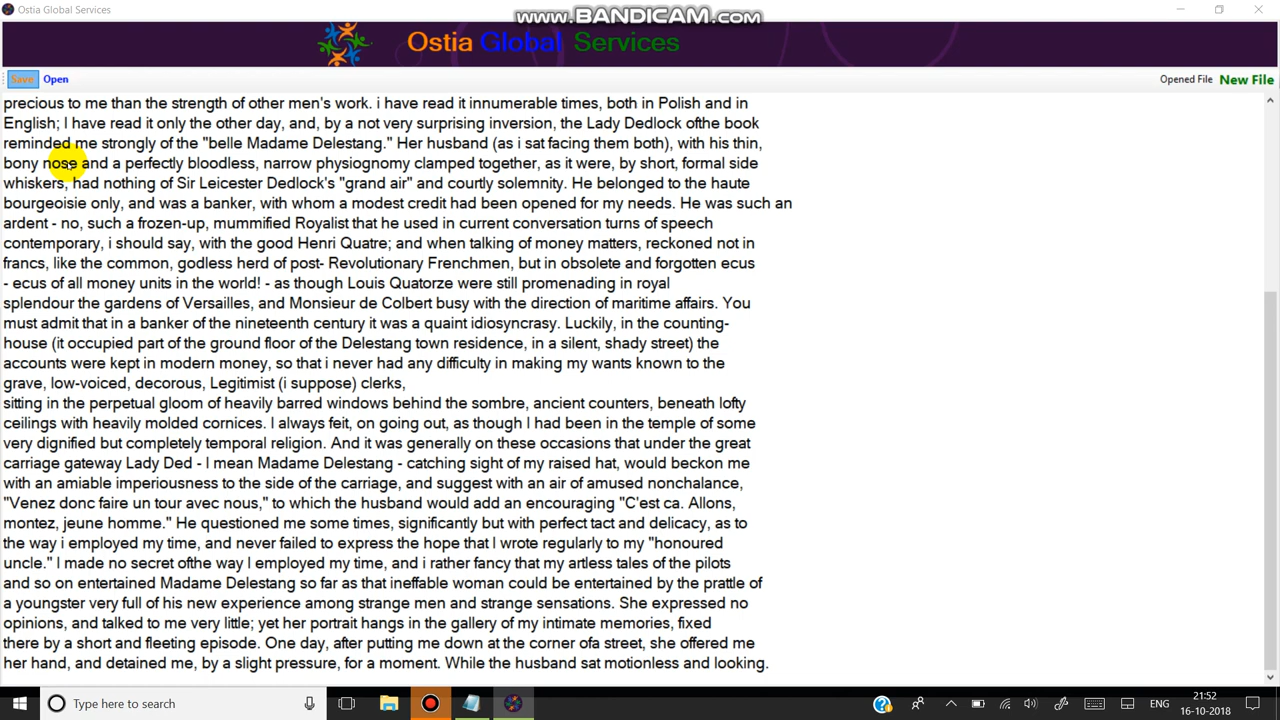 Ostia Global Services
www.BANDICAM.com
Ostia Global Services
Save Open Opened File New File
precious to me than the strength of other men's work. i have read it innumerable times, both in Polish and in
English; I have read it only the other day, and, by a not very surprising inversion, the Lady Dedlock ofthe book
reminded me strongly of the "belle Madame Delestang." Her husband (as i sat facing them both), with his thin,
bony nose and a perfectly bloodless, narrow physiognomy clamped together, as it were, by short, formal side
whiskers, had nothing of Sir Leicester Dedlock's "grand air" and courtly solemnity. He belonged to the haute
bourgeoisie only, and was a banker, with whom a modest credit had been opened for my needs. He was such an
ardent - no, such a frozen-up, mummified Royalist that he used in current conversation turns of speech
contemporary, i should say, with the good Henri Quatre; and when talking of money matters, reckoned not in
francs, like the common, godless herd of post- Revolutionary Frenchmen, but in obsolete and forgotten ecus
- ecus of all money units in the world! - as though Louis Quatorze were still promenading in royal
splendour the gardens of Versailles, and Monsieur de Colbert busy with the direction of maritime affairs. You
must admit that in a banker of the nineteenth century it was a quaint idiosyncrasy. Luckily, in the counting-
house (it occupied part of the ground floor of the Delestang town residence, in a silent, shady street) the
accounts were kept in modern money, so that i never had any difficulty in making my wants known to the
grave, low-voiced, decorous, Legitimist (i suppose) clerks,
sitting in the perpetual gloom of heavily barred windows behind the sombre, ancient counters, beneath lofty
ceilings with heavily molded cornices. I always feit, on going out, as though I had been in the temple of some
very dignified but completely temporal religion. And it was generally on these occasions that under the great
carriage gateway Lady Ded - I mean Madame Delestang - catching sight of my raised hat, would beckon me
with an amiable imperiousness to the side of the carriage, and suggest with an air of amused nonchalance,
"Venez donc faire un tour avec nous," to which the husband would add an encouraging "C'est ca. Allons,
montez, jeune homme." He questioned me some times, significantly but with perfect tact and delicacy, as to
the way i employed my time, and never failed to express the hope that I wrote regularly to my "honoured
uncle." I made no secret ofthe way I employed my time, and i rather fancy that my artless tales of the pilots
and so on entertained Madame Delestang so far as that ineffable woman could be entertained by the prattle of
a youngster very full of his new experience among strange men and strange sensations. She expressed no
opinions, and talked to me very little; yet her portrait hangs in the gallery of my intimate memories, fixed
there by a short and fleeting episode. One day, after putting me down at the corner ofa street, she offered me
her hand, and detained me, by a slight pressure, for a moment. While the husband sat motionless and looking.
Type here to search
ENG
21:52
16-10-2018